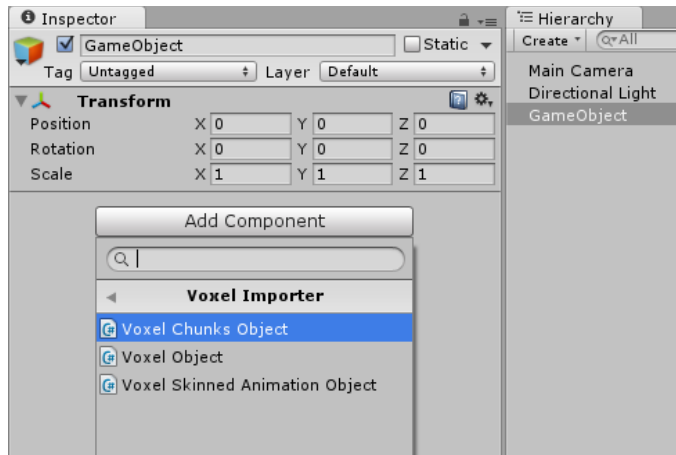 Inspector
GameObject
Static
Tag Untagged Layer Default
Transform
Position X 0 Y 0 Z 0
Rotation X 0 Y 0 Z 0
Scale X 1 Y 1 Z 1
Add Component
Voxel Importer
Voxel Chunks Object
Voxel Object
Voxel Skinned Animation Object
Hierarchy
Create All
Main Camera
Directional Light
GameObject